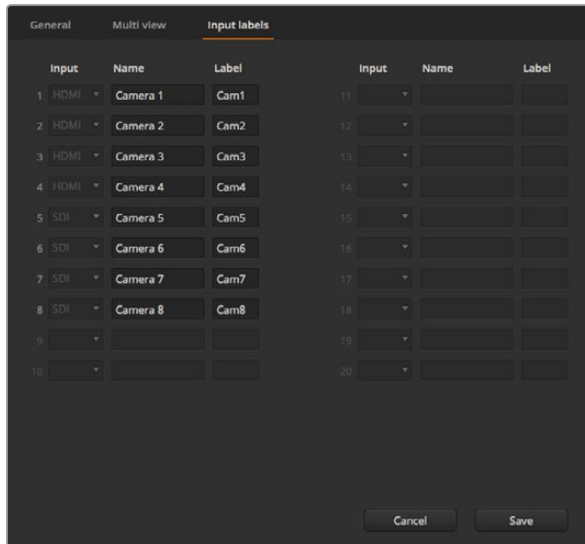 General Multi view Input labels
Input Name Label Input Name Label
1 HDMI Camera 1 Cam1 11
2 HDMI Camera 2 Cam2 12
3 HDMI Camera 3 Cam3 13
4 HDMI Camera 4 Cam4 14
5 SDI Camera 5 Cam5 15
6 SDI Camera 6 Cam6 16
7 SDI Camera 7 Cam7 17
8 SDI Camera 8 Cam8 18
9 19
10 20
Cancel Save